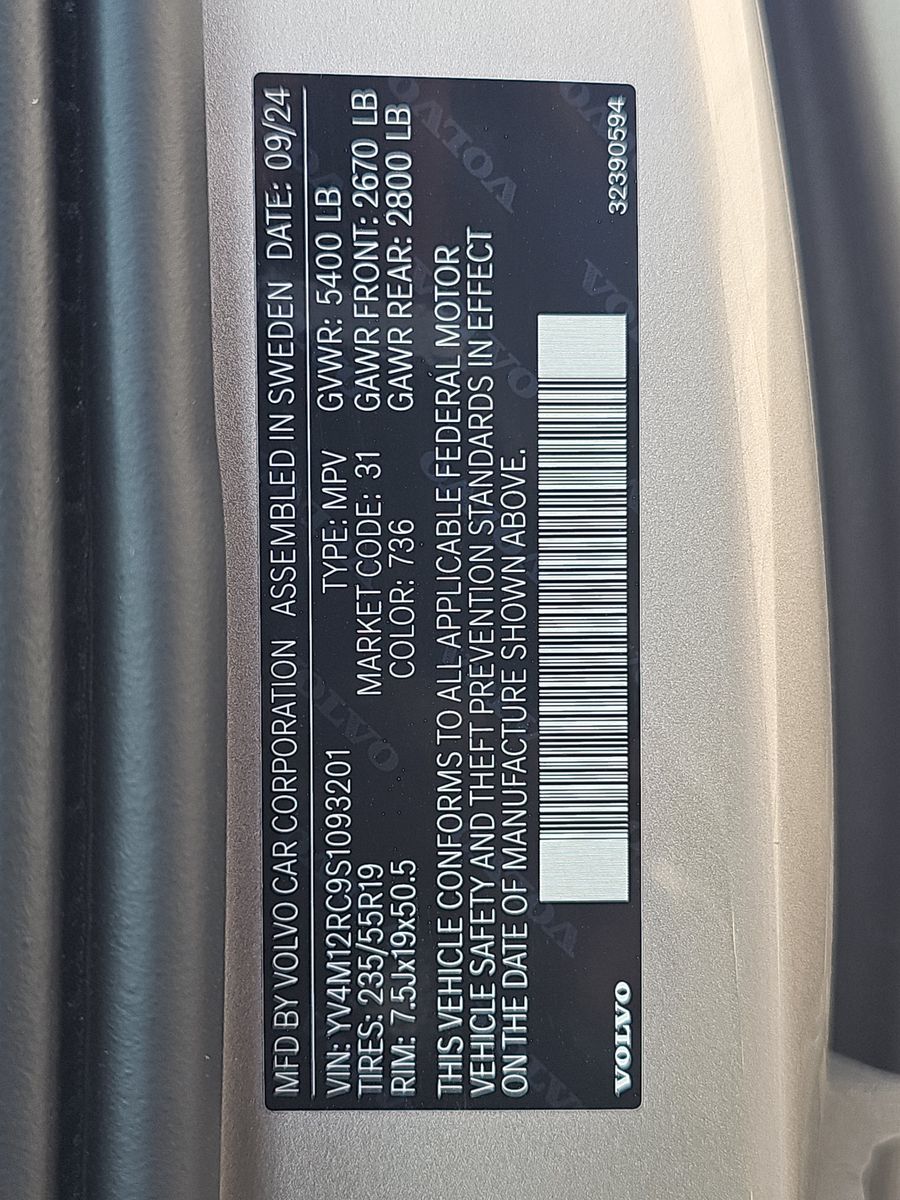 MFD BY VOLVO CAR CORPORATION ASSEMBLED IN SWEDEN DATE: 09/24
VIN: YV4M12RC9S1093201 TYPE: MPV GVWR: 5400 LB
TIRES: 235/55R19 MARKET CODE: 31 GAWR FRONT: 2670 LB
RIM: 7.5Jx19x50.5 COLOR: 736 GAWR REAR: 2800 LB
THIS VEHICLE CONFORMS TO ALL APPLICABLE FEDERAL MOTOR
VEHICLE SAFETY AND THEFT PREVENTION STANDARDS IN EFFECT
ON THE DATE OF MANUFACTURE SHOWN ABOVE.
VOLVO 32390594